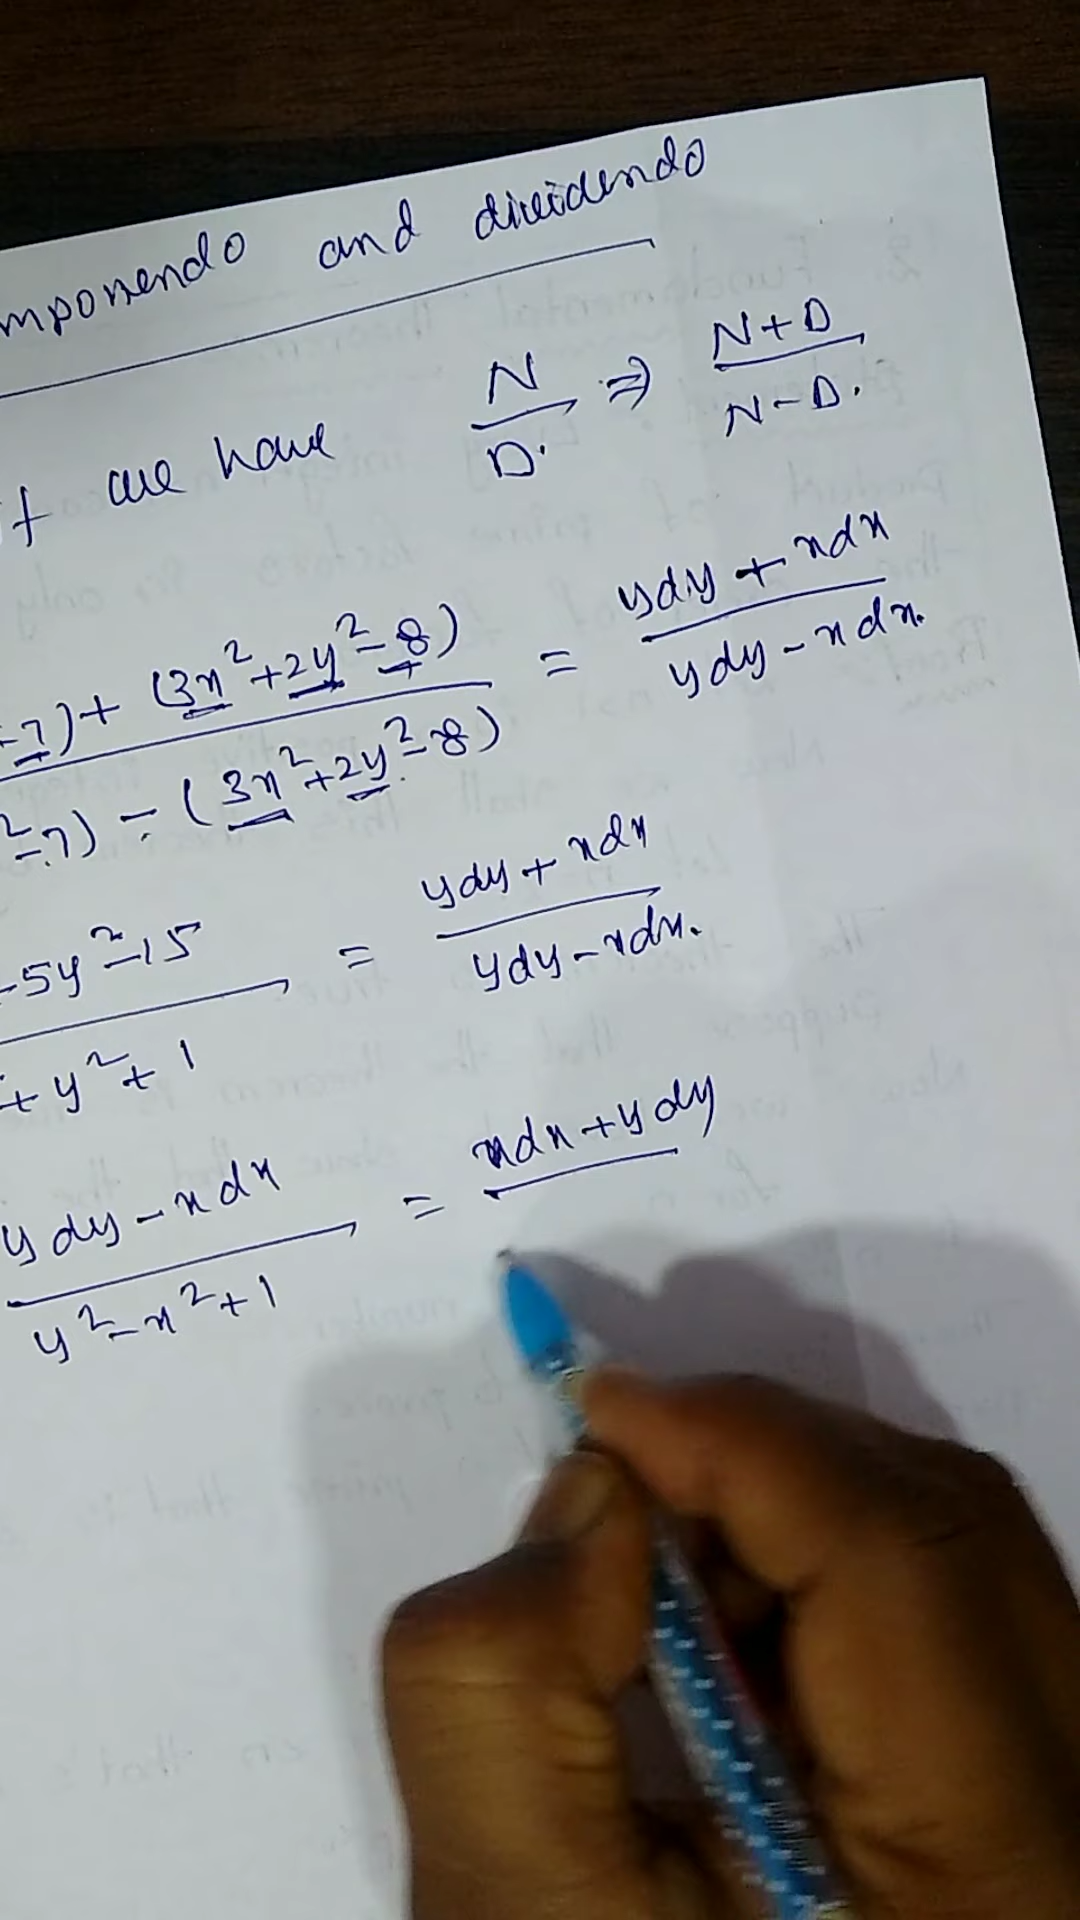 mponendo and dividendo
f we have N/D. ⇒ N+D/N-D.
-7)+ (3x²+2y²-8) / ²-7) - (3x²+2y²-8) = ydy + xdx / ydy - xdx.
-5y²-15 / + y²+1 = ydy + xdx / ydy - xdx.
ydy - xdx / y²-x²+1 = xdx + ydy